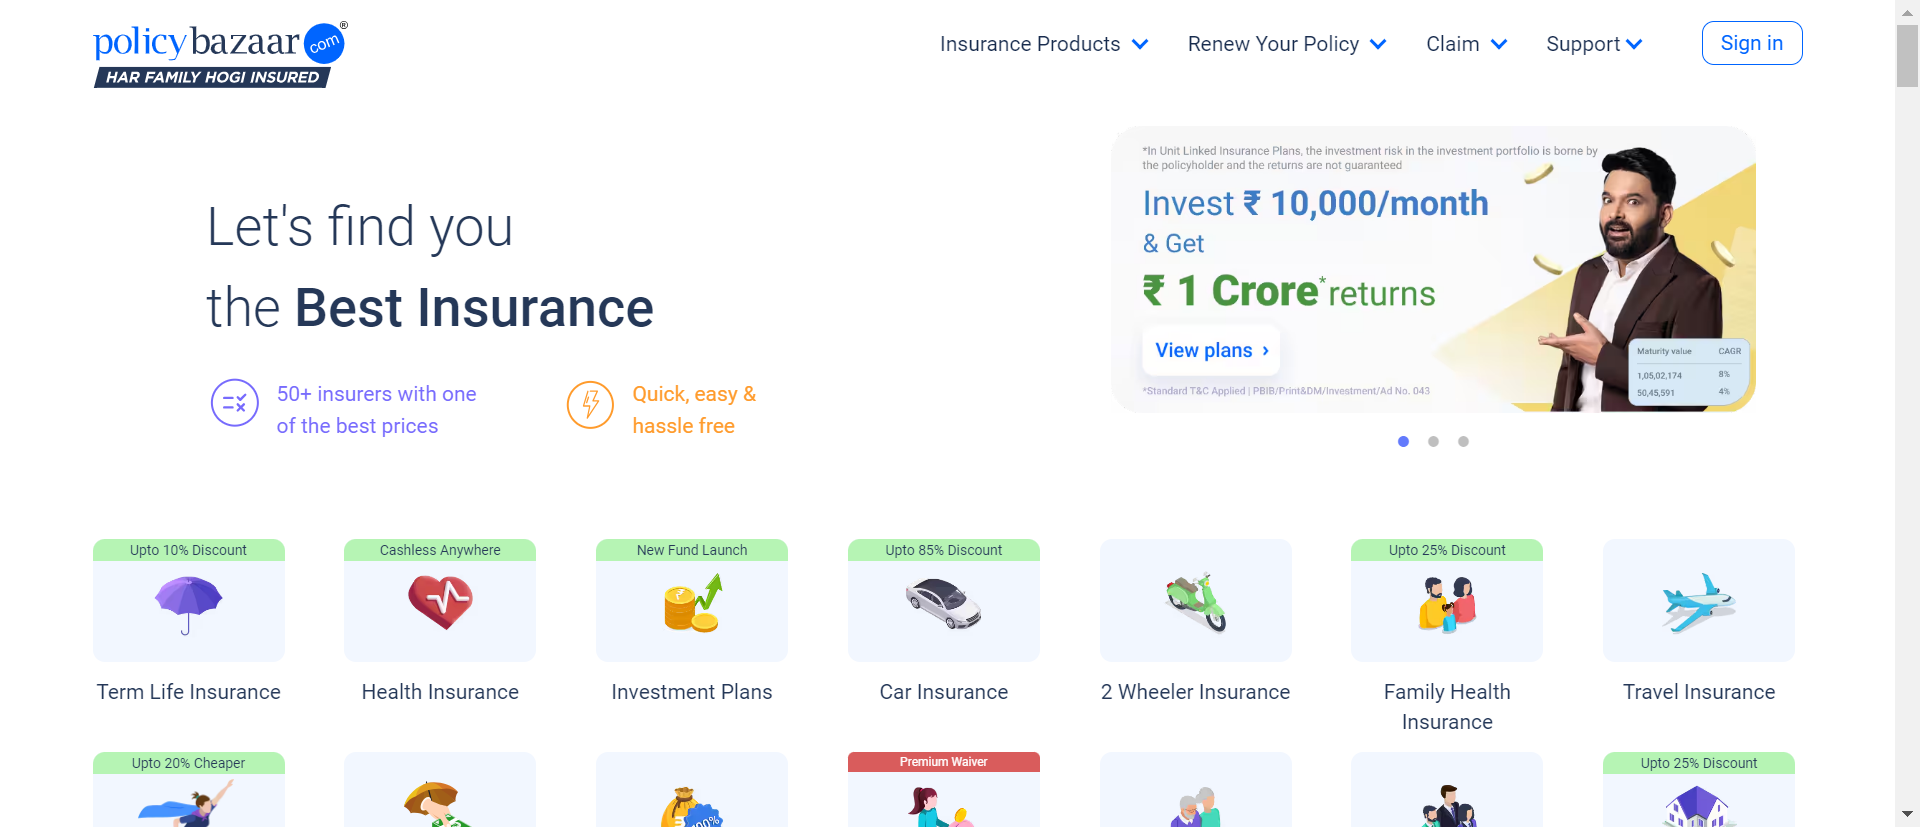 policybazaar.com®
HAR FAMILY HOGI INSURED
Insurance Products
Renew Your Policy
Claim
Support
Sign in
Let's find you
the Best Insurance
50+ insurers with one
of the best prices
Quick, easy &
hassle free
*In Unit Linked Insurance Plans, the investment risk in the investment portfolio is borne by
the policyholder and the returns are not guaranteed
Invest ₹ 10,000/month
& Get
₹ 1 Crore* returns
View plans ›
*Standard T&C Applied | PBIB/Print&DM/Investment/Ad No. 043
Maturity value CAGR
1,05,02,174 8%
50,45,591 4%
Upto 10% Discount
Term Life Insurance
Cashless Anywhere
Health Insurance
New Fund Launch
Investment Plans
Upto 85% Discount
Car Insurance
2 Wheeler Insurance
Upto 25% Discount
Family Health
Insurance
Travel Insurance
Upto 20% Cheaper
100%
Premium Waiver
Upto 25% Discount